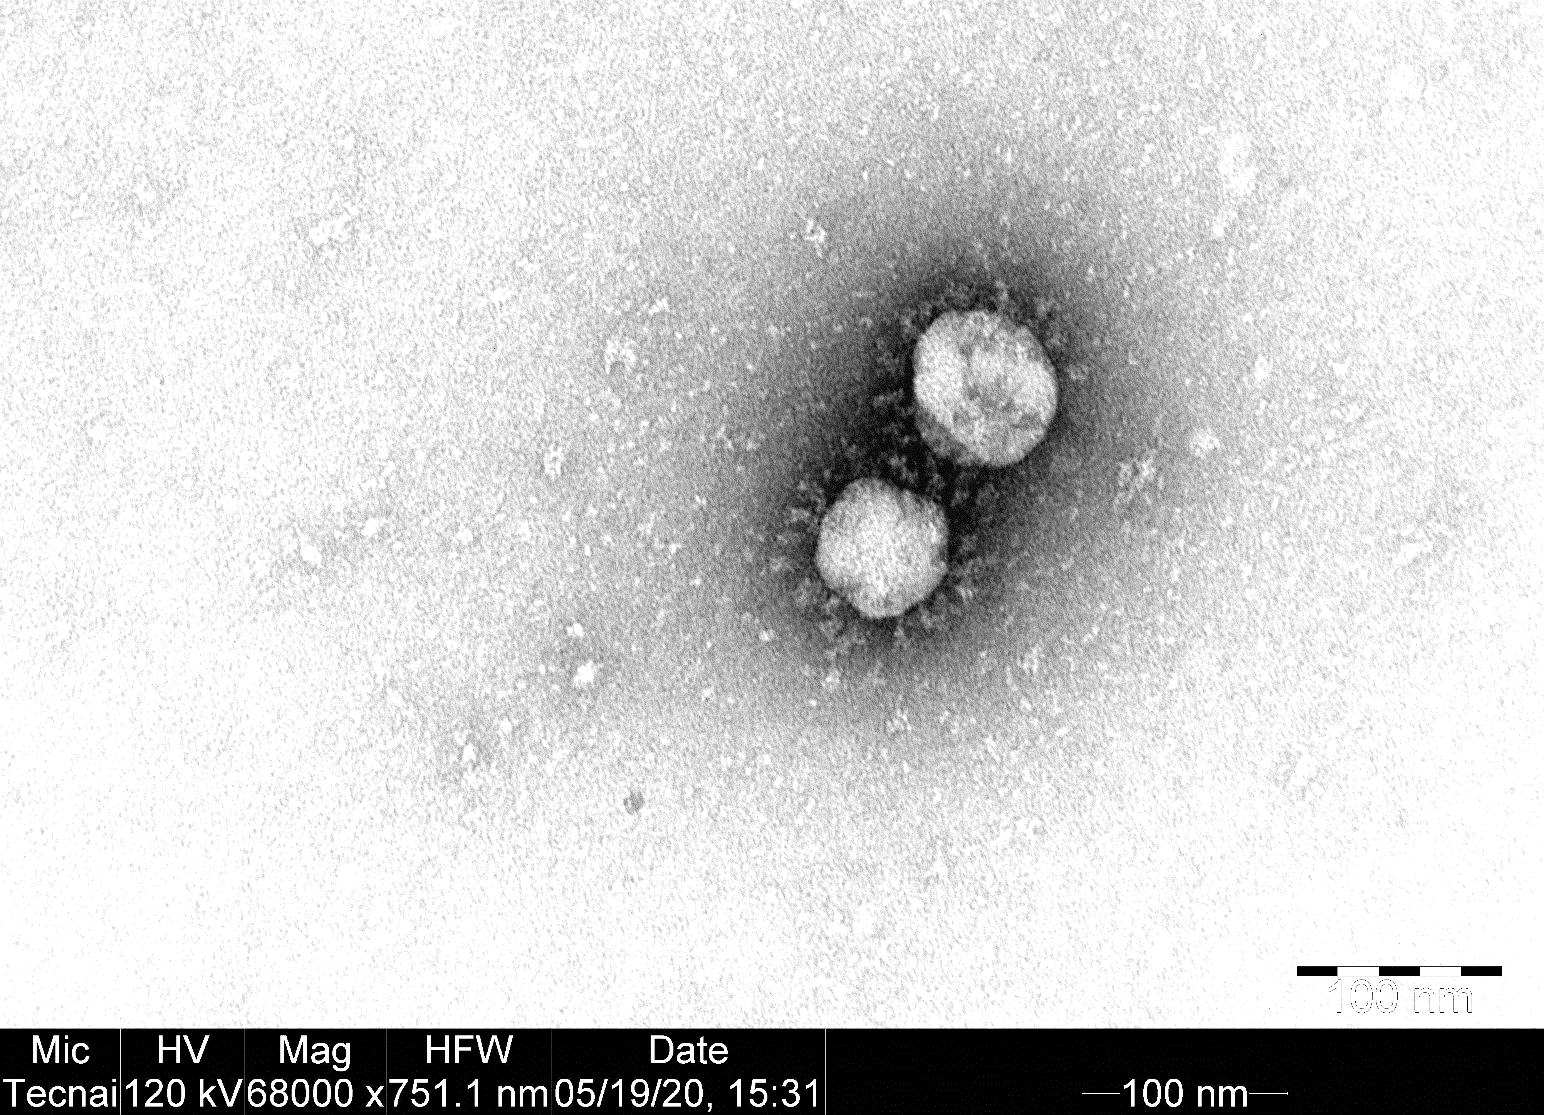 100 nm
Mic HV Mag HFW Date
Tecnai 120 kV 68000 x 751.1 nm 05/19/20, 15:31 100 nm